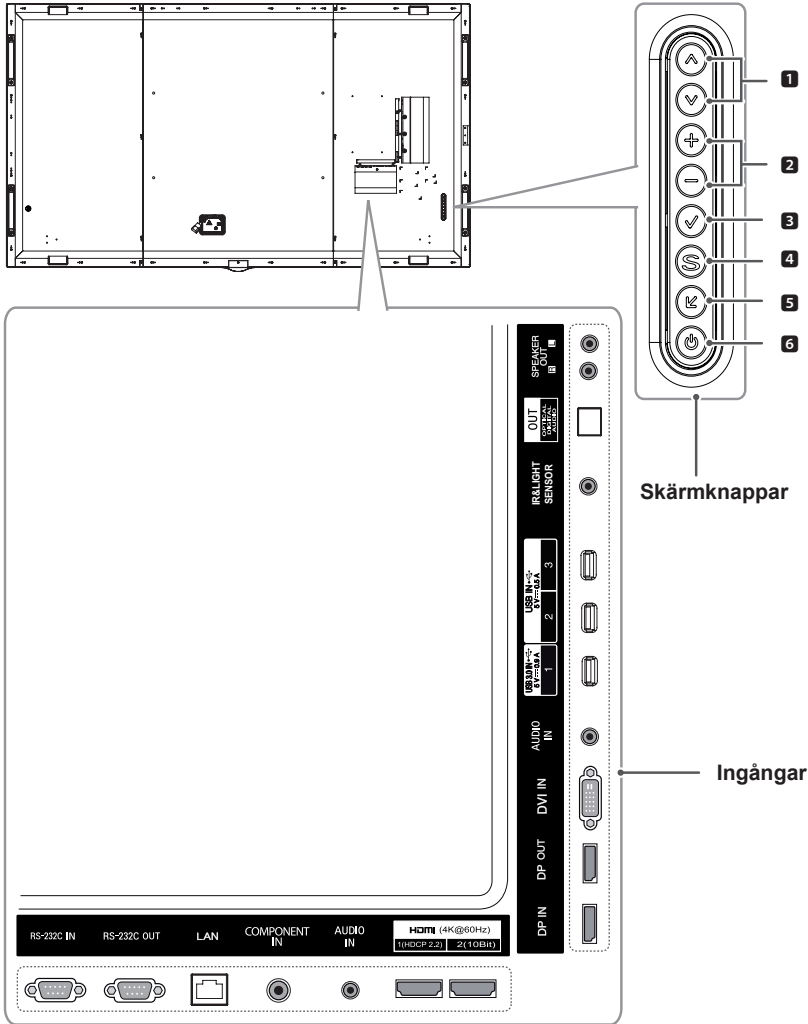 1
2
3
4
S
5
6
Skärmknappar
SPEAKER
OUT
R L
OUT
OPTICAL
DIGITAL
AUDIO
IR&LIGHT
SENSOR
USB IN
5 V 0.5 A
3
2
USB 3.0 IN
5 V 0.9 A
1
AUDIO
IN
DVI IN
Ingångar
DP OUT
DP IN
RS-232C IN
RS-232C OUT
LAN
COMPONENT
IN
AUDIO
IN
HDMI (4K@60Hz)
1(HDCP 2.2) 2(10Bit)